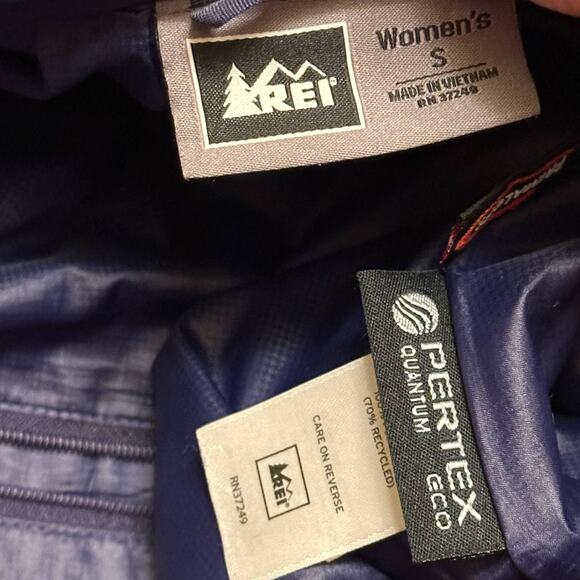 REI
Women's
S
MADE IN VIETNAM
RN 37249
PERTEX
QUANTUM
ECO
(70% RECYCLED)
CARE ON REVERSE
REI
RN37249